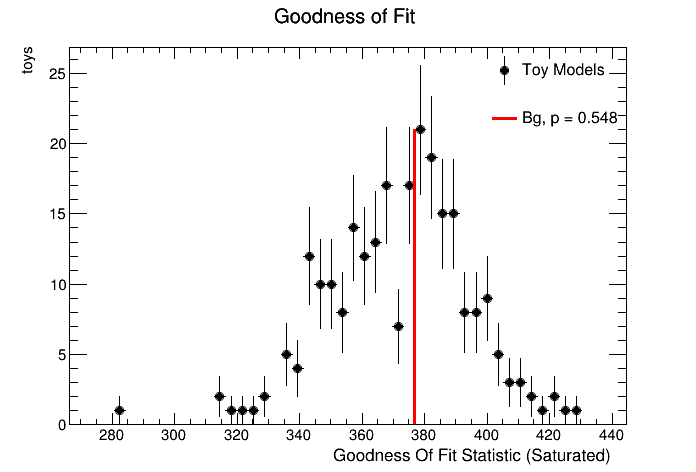 Goodness of Fit
toys
25
20
15
10
5
0
Toy Models
Bg, p = 0.548
280 300 320 340 360 380 400 420 440
Goodness Of Fit Statistic (Saturated)